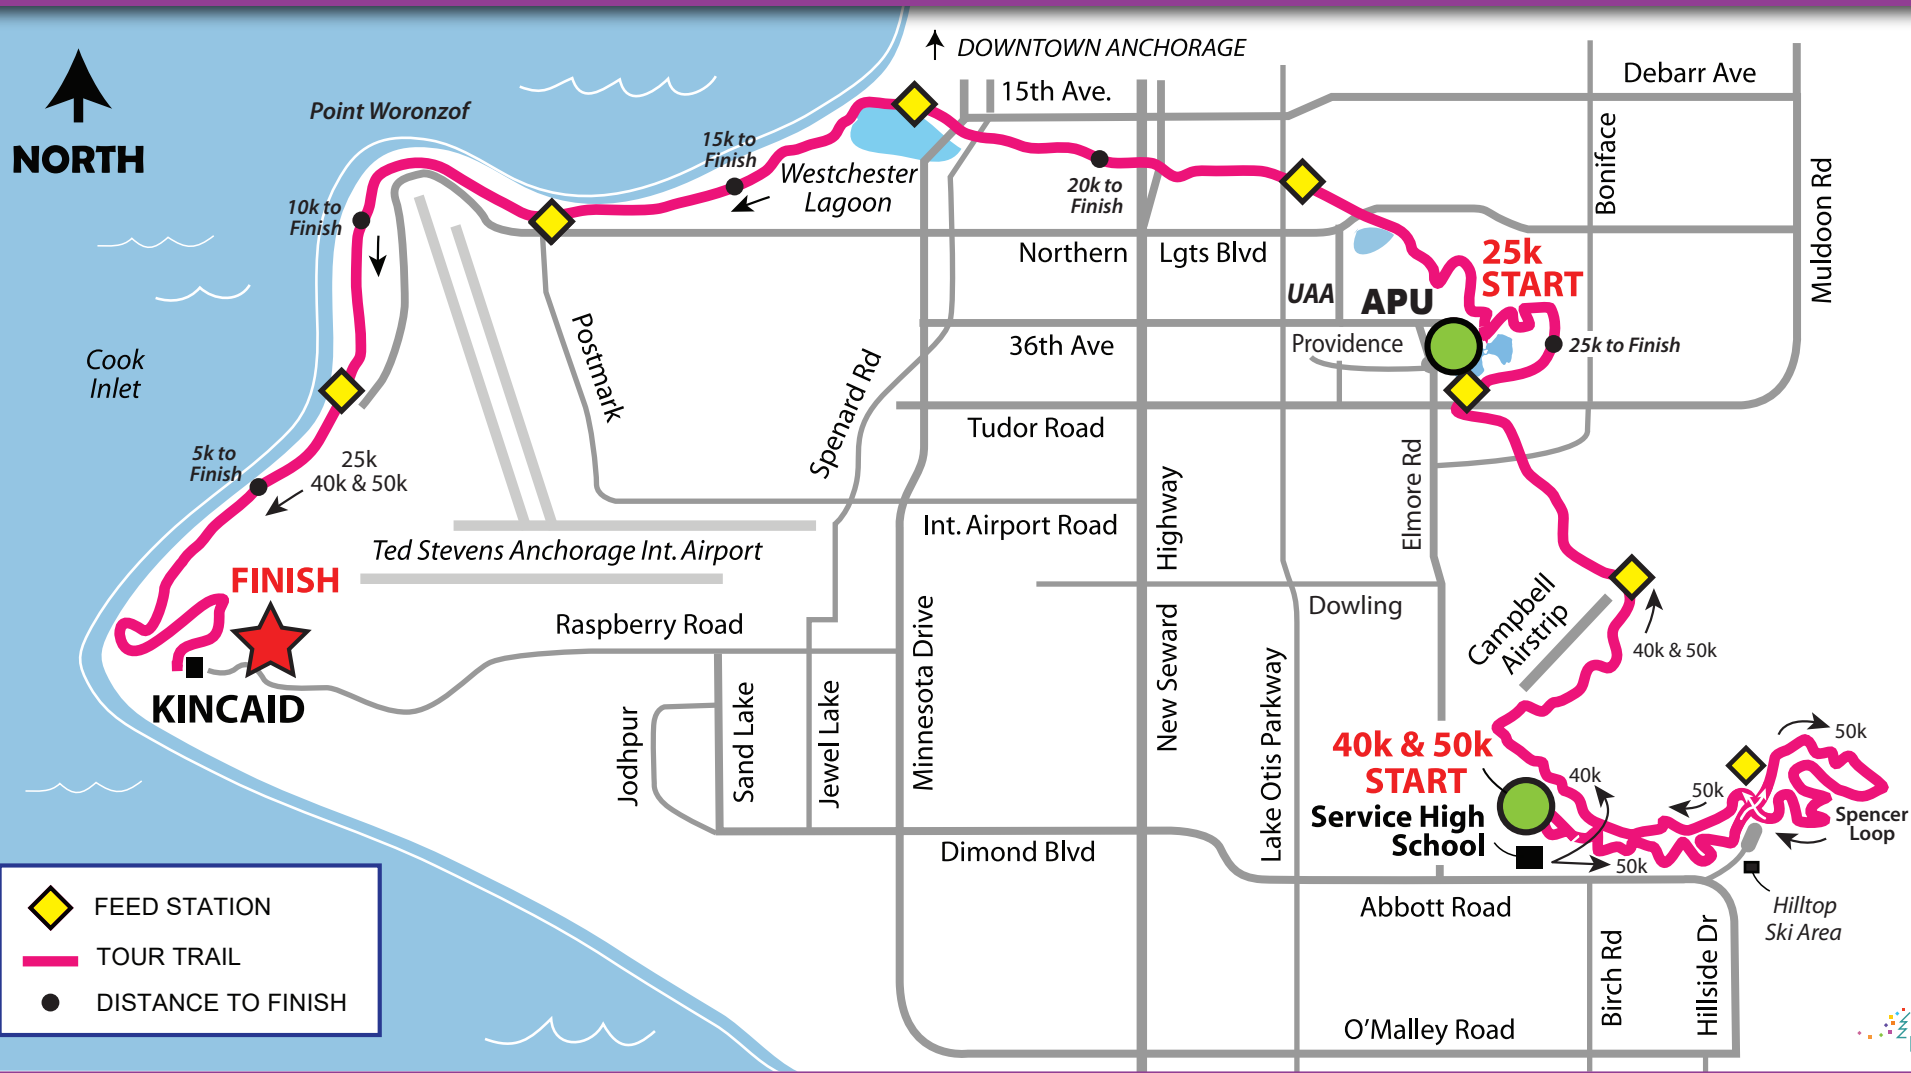 DOWNTOWN ANCHORAGE
Debarr Ave
15th Ave.
Point Woronzof
NORTH
15k to
Finish
Westchester
Lagoon
20k to
Finish
Boniface
Muldoon Rd
10k to
Finish
Northern
Lgts Blvd
25k
START
UAA
APU
Cook
Inlet
Postmark
36th Ave
Providence
25k to Finish
Spenard Rd
Tudor Road
5k to
Finish
25k
40k & 50k
Elmore Rd
Highway
Int. Airport Road
Ted Stevens Anchorage Int. Airport
FINISH
Raspberry Road
Dowling
Campbell
Airstrip
40k & 50k
KINCAID
Jodhpur
Sand Lake
Jewel Lake
Minnesota Drive
New Seward
Lake Otis Parkway
40k & 50k
START
Service High
School
40k
50k
50k
50k
Spencer
Loop
Dimond Blvd
Abbott Road
Hilltop
Ski Area
Birch Rd
Hillside Dr
O'Malley Road
FEED STATION
TOUR TRAIL
DISTANCE TO FINISH